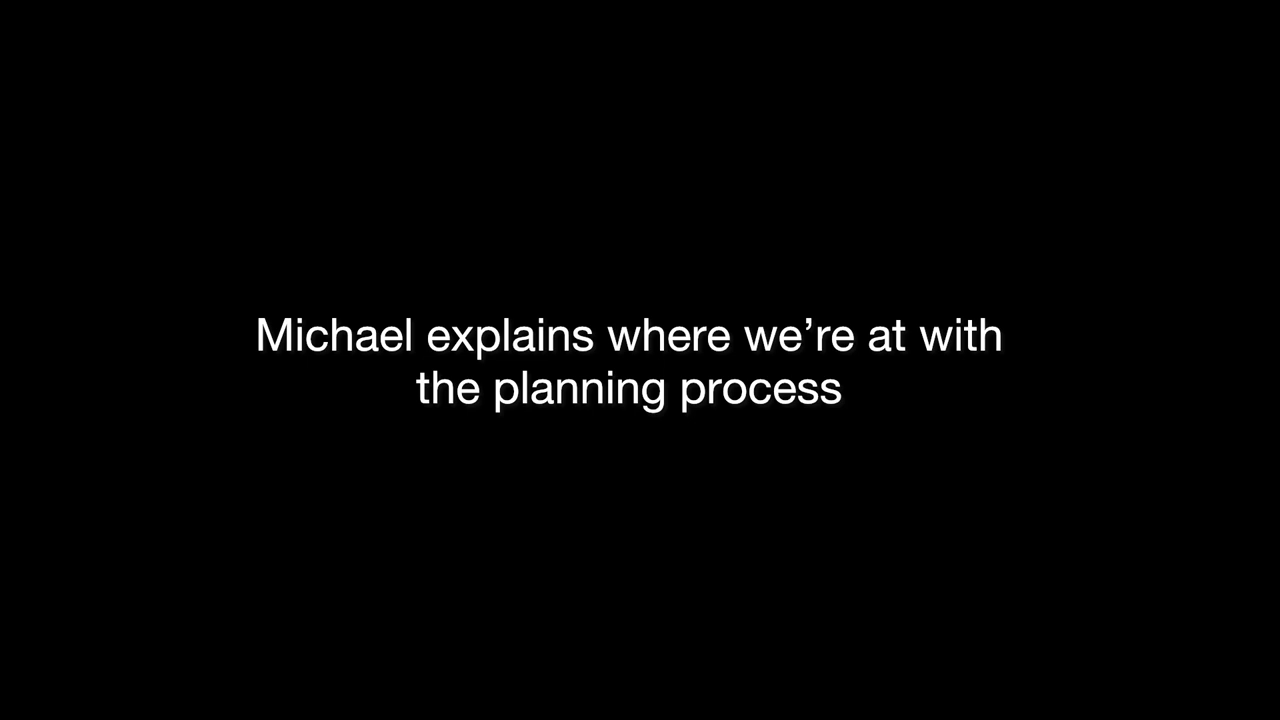 Michael explains where we’re at with
the planning process